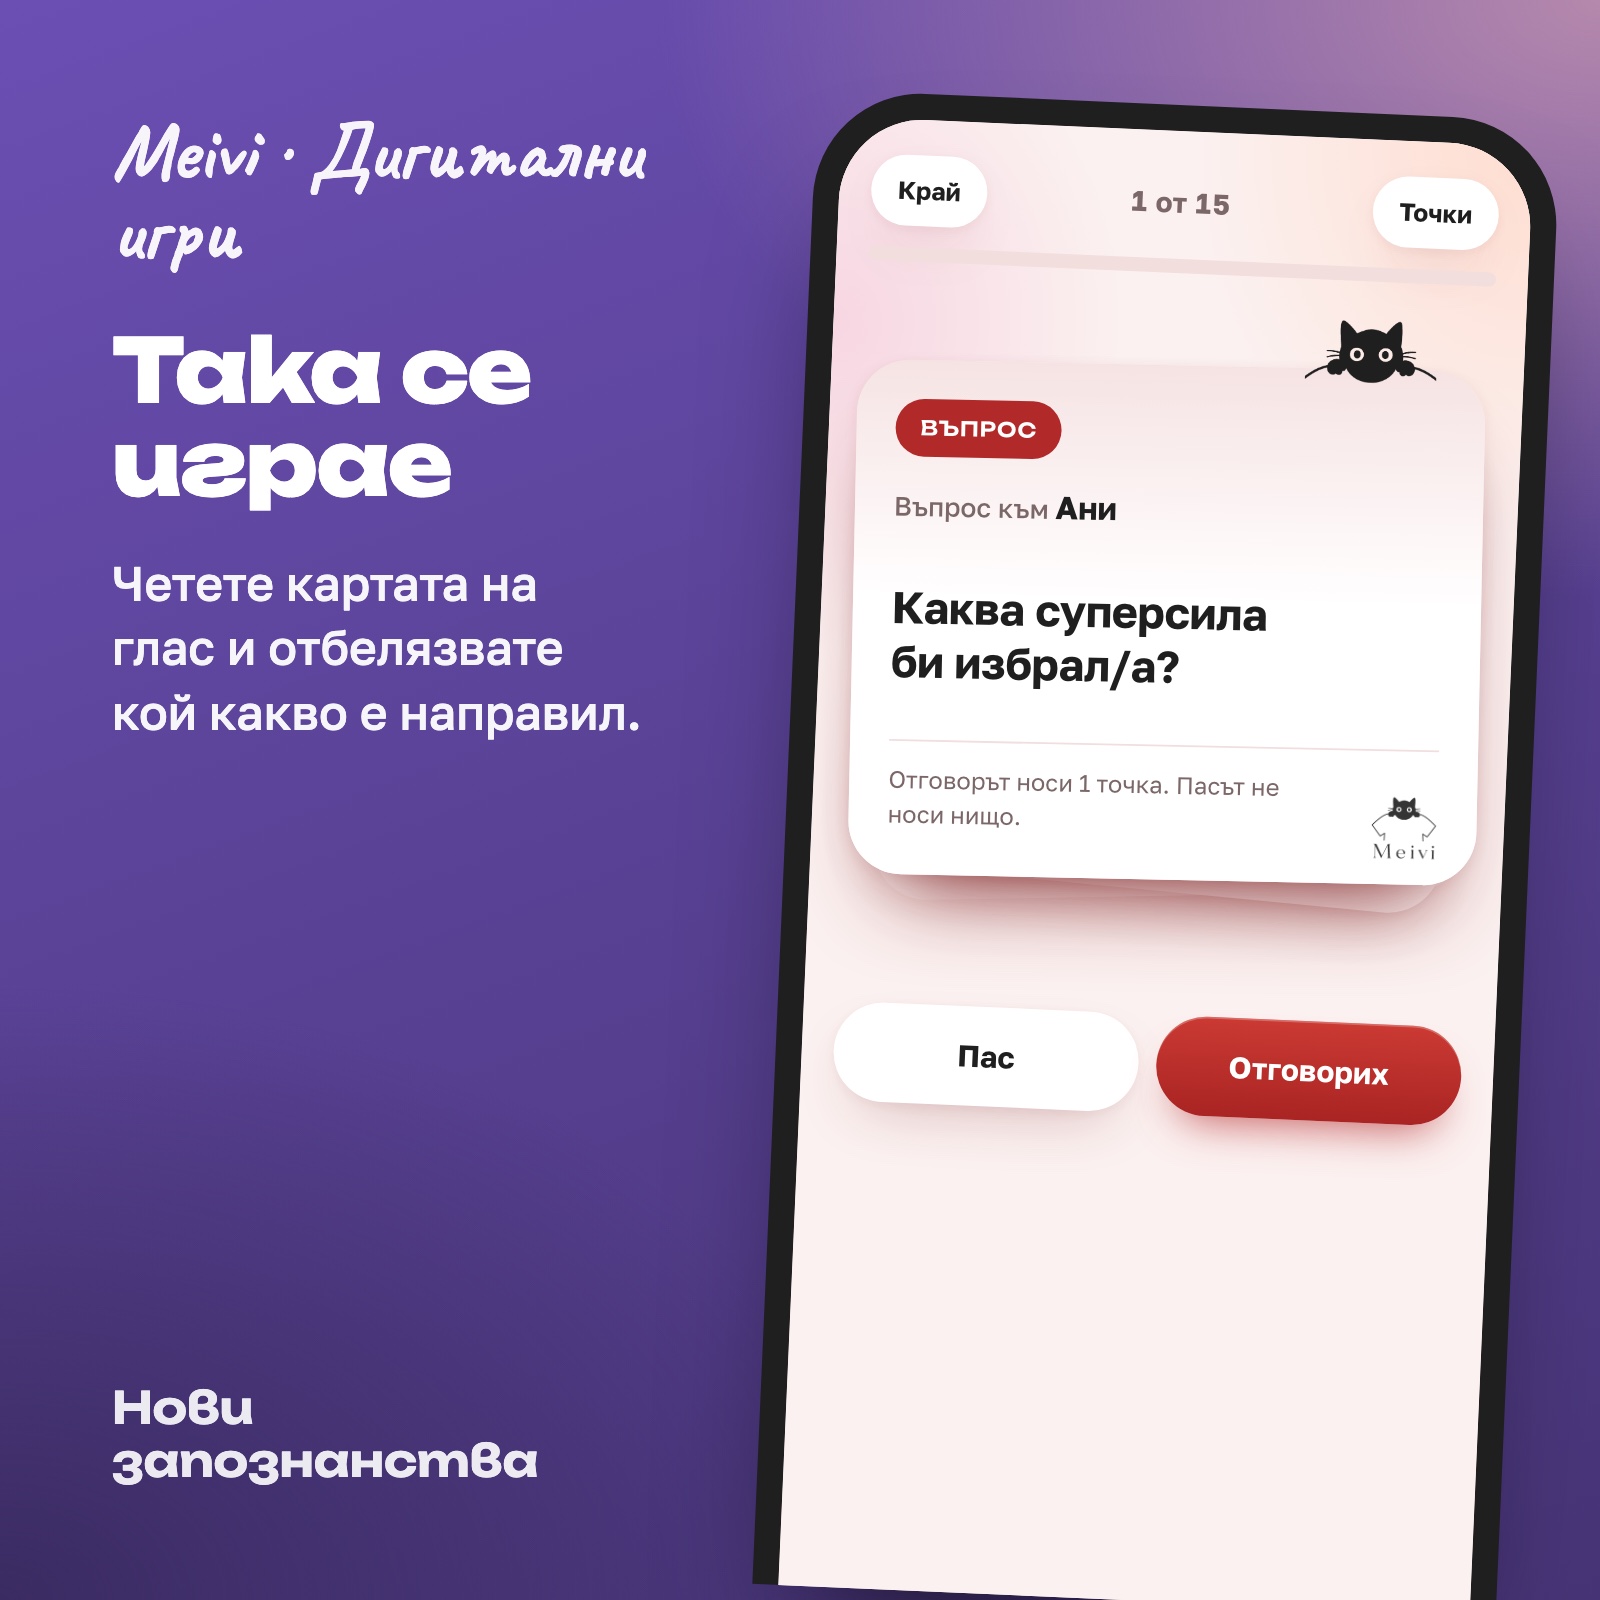 Meivi · Дигитални
игри
Така се
играе
Четете картата на
глас и отбелязвате
кой какво е направил.
Нови
запознанства
Край
1 от 15
Точки
ВЪПРОС
Въпрос към Ани
Каква суперсила
би избрал/а?
Отговорът носи 1 точка. Пасът не
носи нищо.
Meivi
Пас
Отговорих